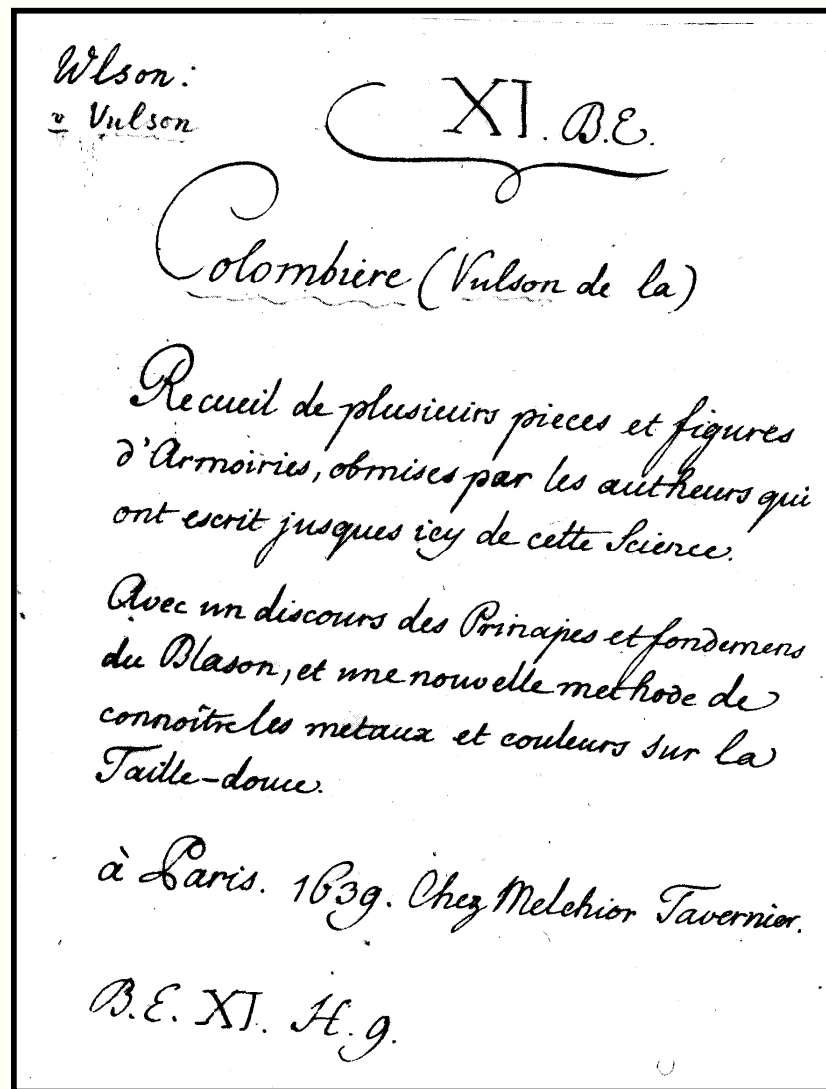 Wlson:
v Vulson
XI. B.E.
Colombiere (Vulson de la)
Recueil de plusieurs pieces et figures
d'Armoiries, obmises par les autheurs qui
ont escrit jusques icy de cette Science.
Avec un discours des Principes et fondemens
du Blason, et une nouvelle methode de
connoître les metaux et couleurs sur la
Taille-douce.
à Paris. 1639. Chez Melchior Tavernier.
B.E. XI. H. 9.